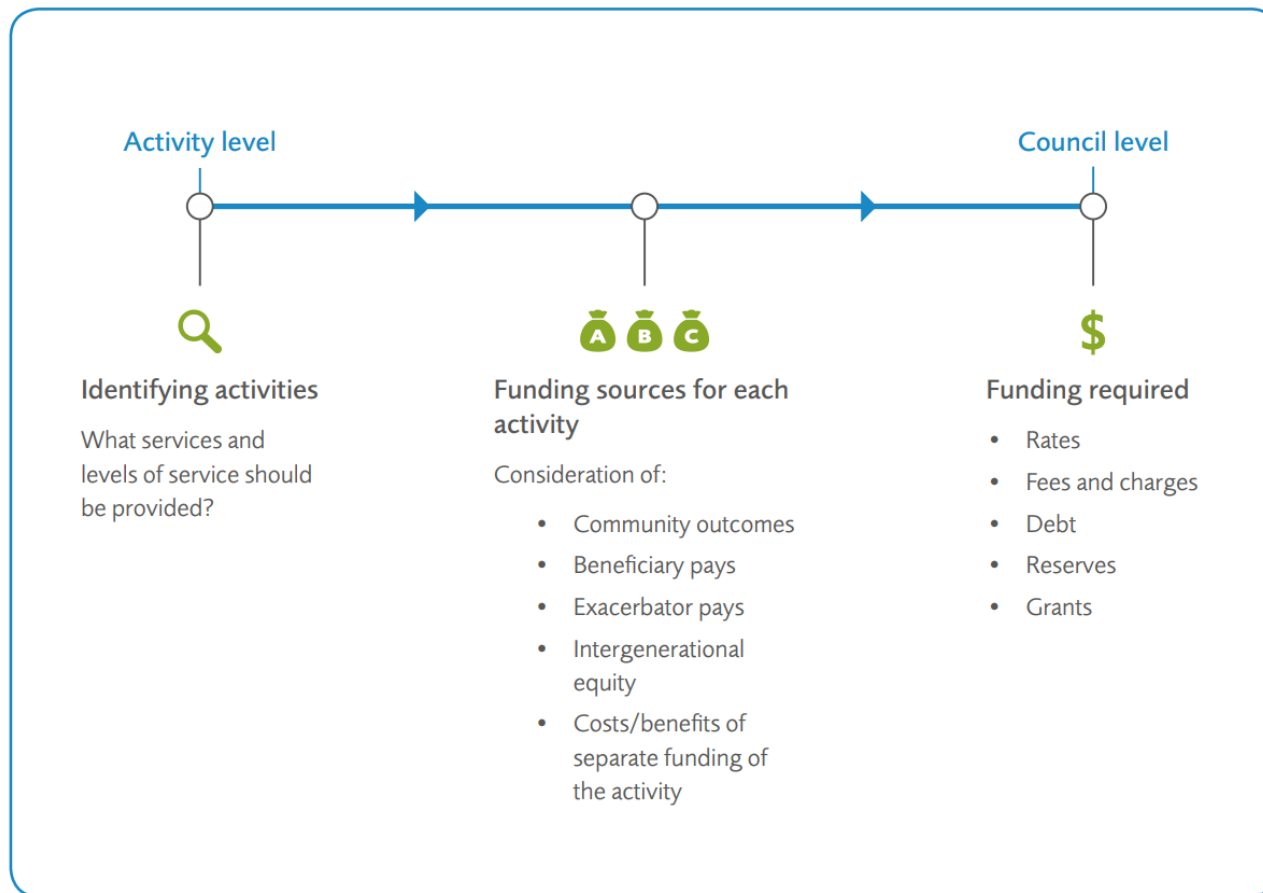 Activity level
Council level
A B C
$
Identifying activities
What services and
levels of service should
be provided?
Funding sources for each
activity
Consideration of:
• Community outcomes
• Beneficiary pays
• Exacerbator pays
• Intergenerational
equity
• Costs/benefits of
separate funding of
the activity
Funding required
• Rates
• Fees and charges
• Debt
• Reserves
• Grants